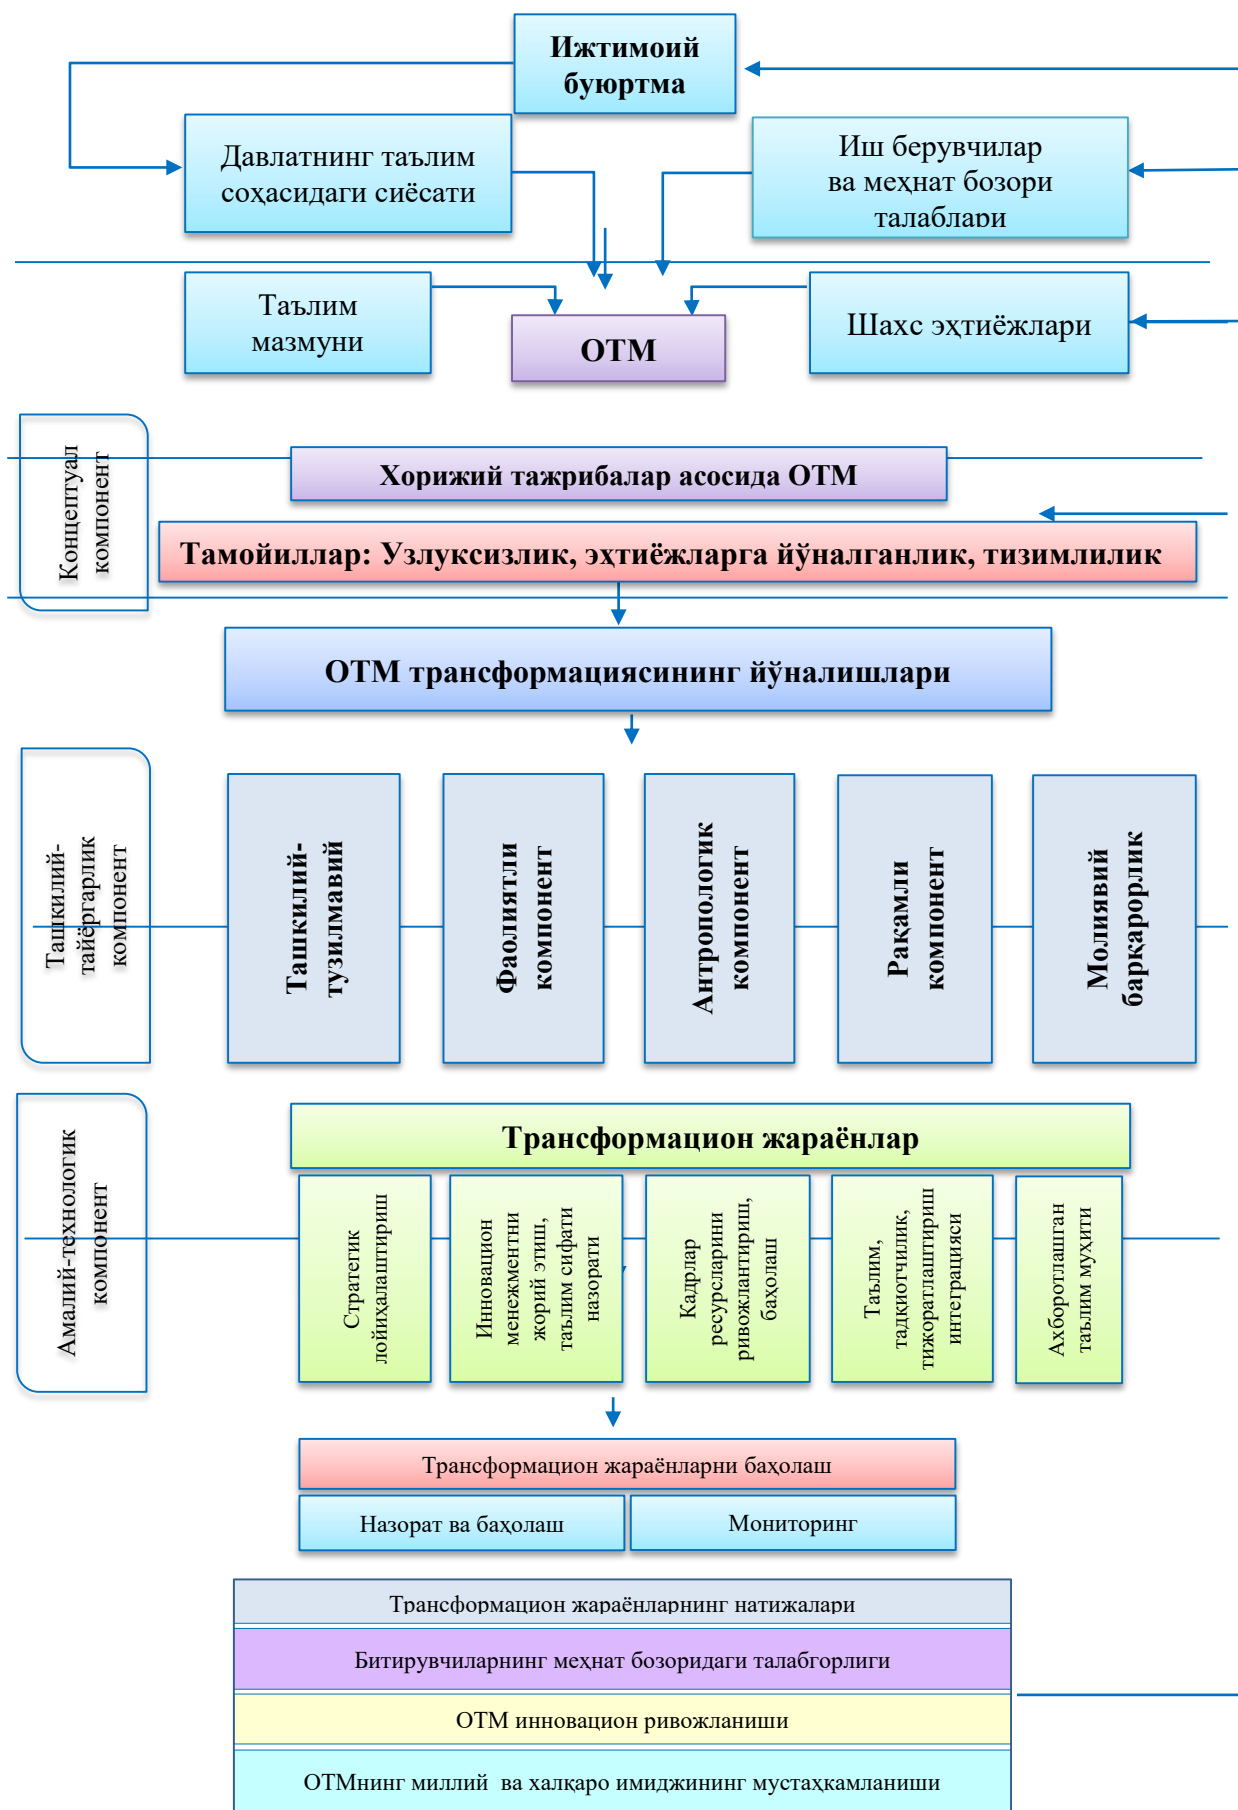 Ижтимоий
буюртма
Давлатнинг таълим
соҳасидаги сиёсати
Иш берувчилар
ва меҳнат бозори
талаблари
Таълим
мазмуни
ОТМ
Шахс эҳтиёжлари
Концептуал
компонент
Хорижий тажрибалар асосида ОТМ
Тамойиллар: Узлуксизлик, эҳтиёжларга йўналганлик, тизимлилик
ОТМ трансформациясининг йўналишлари
Ташкилий-
тайёргарлик
компонент
Ташкилий-
тузилмавий
Фаолиятли
компонент
Антропологик
компонент
Рақамли
компонент
Молиявий
барқарорлик
Амалий-технологик
компонент
Трансформацион жараёнлар
Стратегик
лойиҳалаштириш
Инновацион
менежментни
жорий этиш,
таълим сифати
назорати
Кадрлар
ресурсларини
ривожлантириш,
баҳолаш
Таълим,
тадқиотчилик,
тижоратлаштириш
интеграцияси
Ахборотлашган
таълим муҳити
Трансформацион жараёнларни баҳолаш
Назорат ва баҳолаш
Мониторинг
Трансформацион жараёнларнинг натижалари
Битирувчиларнинг меҳнат бозоридаги талабгорлиги
ОТМ инновацион ривожланиши
ОТМнинг миллий ва халқаро имиджининг мустаҳкамланиши